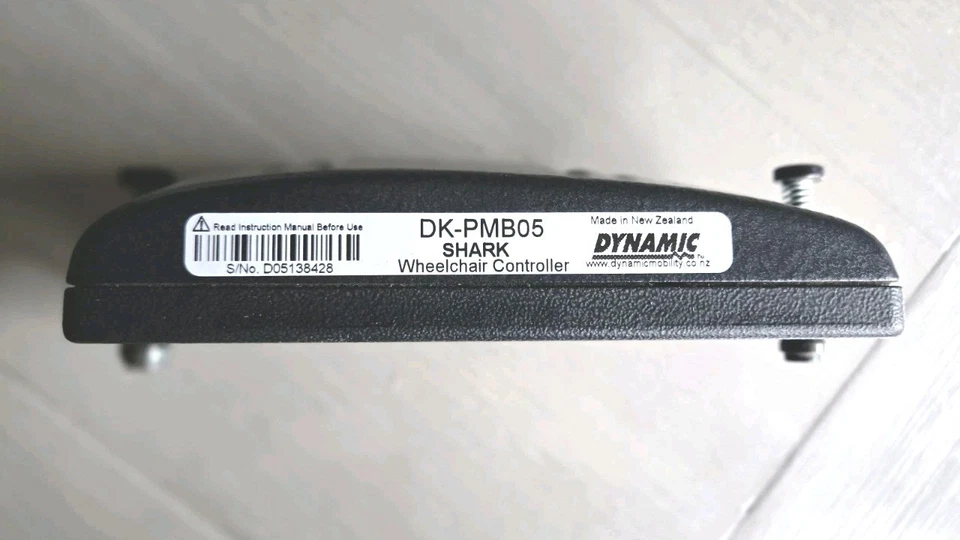 Read Instruction Manual Before Use
S/No. D05138428
DK-PMB05
SHARK
Wheelchair Controller
Made in New Zealand
DYNAMIC
TM
www.dynamicmobility.co.nz